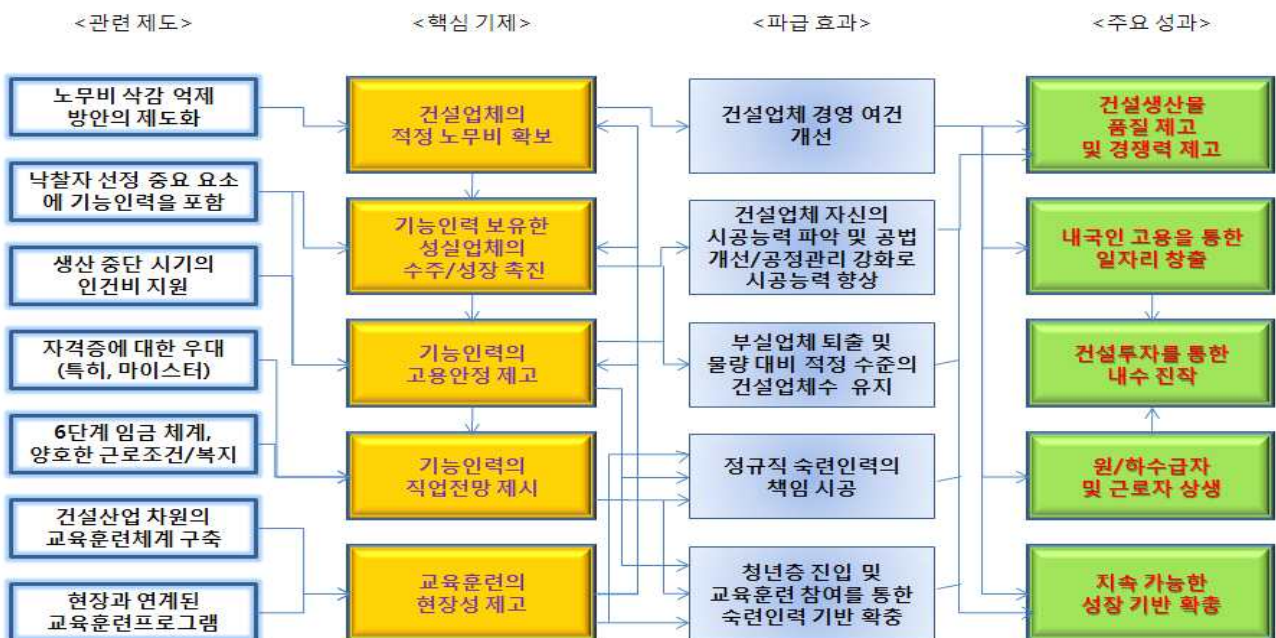 <관련 제도>
<핵심 기제>
<파급 효과>
<주요 성과>
노무비 삭감 억제
방안의 제도화
낙찰자 선정 중요 요소
에 기능인력을 포함
생산 중단 시기의
인건비 지원
자격증에 대한 우대
(특히, 마이스터)
6단계 임금 체계,
양호한 근로조건/복지
건설산업 차원의
교육훈련체계 구축
현장과 연계된
교육훈련프로그램
건설업체의
적정 노무비 확보
기능인력 보유한
성실업체의
수주/성장 촉진
기능인력의
고용안정 제고
기능인력의
직업전망 제시
교육훈련의
현장성 제고
건설업체 경영 여건
개선
건설업체 자신의
시공능력 파악 및 공법
개선/공정관리 강화로
시공능력 향상
부실업체 퇴출 및
물량 대비 적정 수준의
건설업체수 유지
정규직 숙련인력의
책임 시공
청년층 진입 및
교육훈련 참여를 통한
숙련인력 기반 확충
건설생산물
품질 제고
및 경쟁력 제고
내국인 고용을 통한
일자리 창출
건설투자를 통한
내수 진작
원/하수급자
및 근로자 상생
지속 가능한
성장 기반 확충